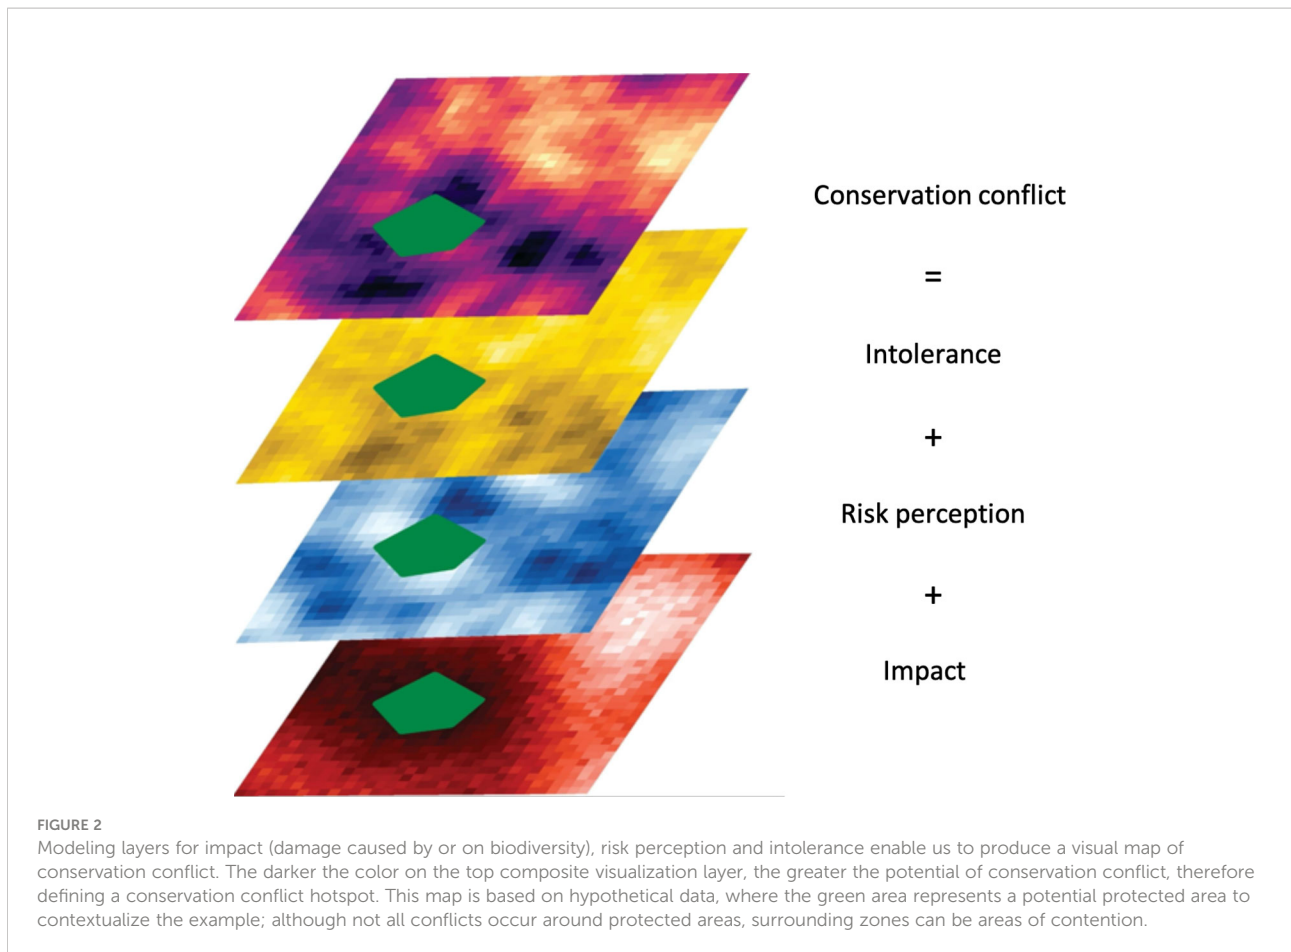 Conservation conflict
=
Intolerance
+
Risk perception
+
Impact
FIGURE 2
Modeling layers for impact (damage caused by or on biodiversity), risk perception and intolerance enable us to produce a visual map of
conservation conflict. The darker the color on the top composite visualization layer, the greater the potential of conservation conflict, therefore
defining a conservation conflict hotspot. This map is based on hypothetical data, where the green area represents a potential protected area to
contextualize the example; although not all conflicts occur around protected areas, surrounding zones can be areas of contention.